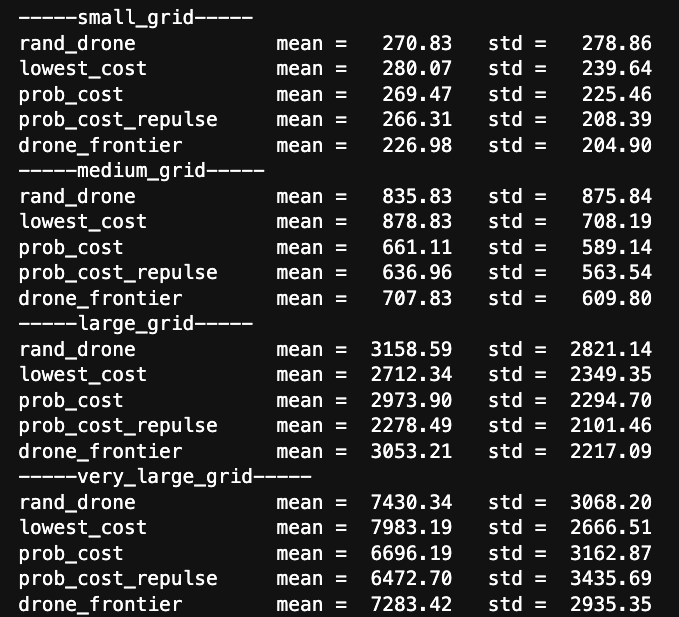 -----small_grid-----
rand_drone mean = 270.83 std = 278.86
lowest_cost mean = 280.07 std = 239.64
prob_cost mean = 269.47 std = 225.46
prob_cost_repulse mean = 266.31 std = 208.39
drone_frontier mean = 226.98 std = 204.90
-----medium_grid-----
rand_drone mean = 835.83 std = 875.84
lowest_cost mean = 878.83 std = 708.19
prob_cost mean = 661.11 std = 589.14
prob_cost_repulse mean = 636.96 std = 563.54
drone_frontier mean = 707.83 std = 609.80
-----large_grid-----
rand_drone mean = 3158.59 std = 2821.14
lowest_cost mean = 2712.34 std = 2349.35
prob_cost mean = 2973.90 std = 2294.70
prob_cost_repulse mean = 2278.49 std = 2101.46
drone_frontier mean = 3053.21 std = 2217.09
-----very_large_grid-----
rand_drone mean = 7430.34 std = 3068.20
lowest_cost mean = 7983.19 std = 2666.51
prob_cost mean = 6696.19 std = 3162.87
prob_cost_repulse mean = 6472.70 std = 3435.69
drone_frontier mean = 7283.42 std = 2935.35